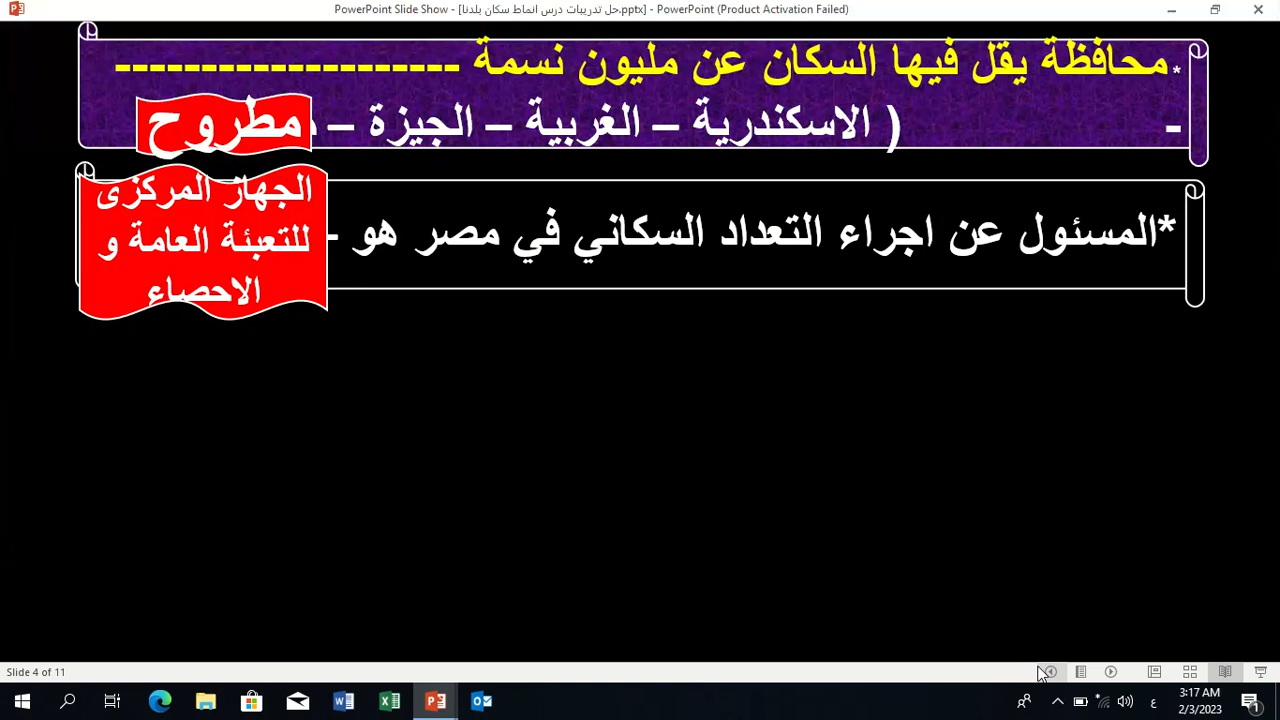 PowerPoint Slide Show - [حل تدريبات درس انماط سكان بلدنا.pptx] - PowerPoint (Product Activation Failed)
*محافظة يقل فيها السكان عن مليون نسمة --------------------
- ( الاسكندرية – الغربية – الجيزة –
مطروح
*المسئول عن اجراء التعداد السكاني في مصر هو -
الجهاز المركزى
للتعبئة العامة و
الاحصاء
Slide 4 of 11
ع
3:17 AM
2/3/2023
1